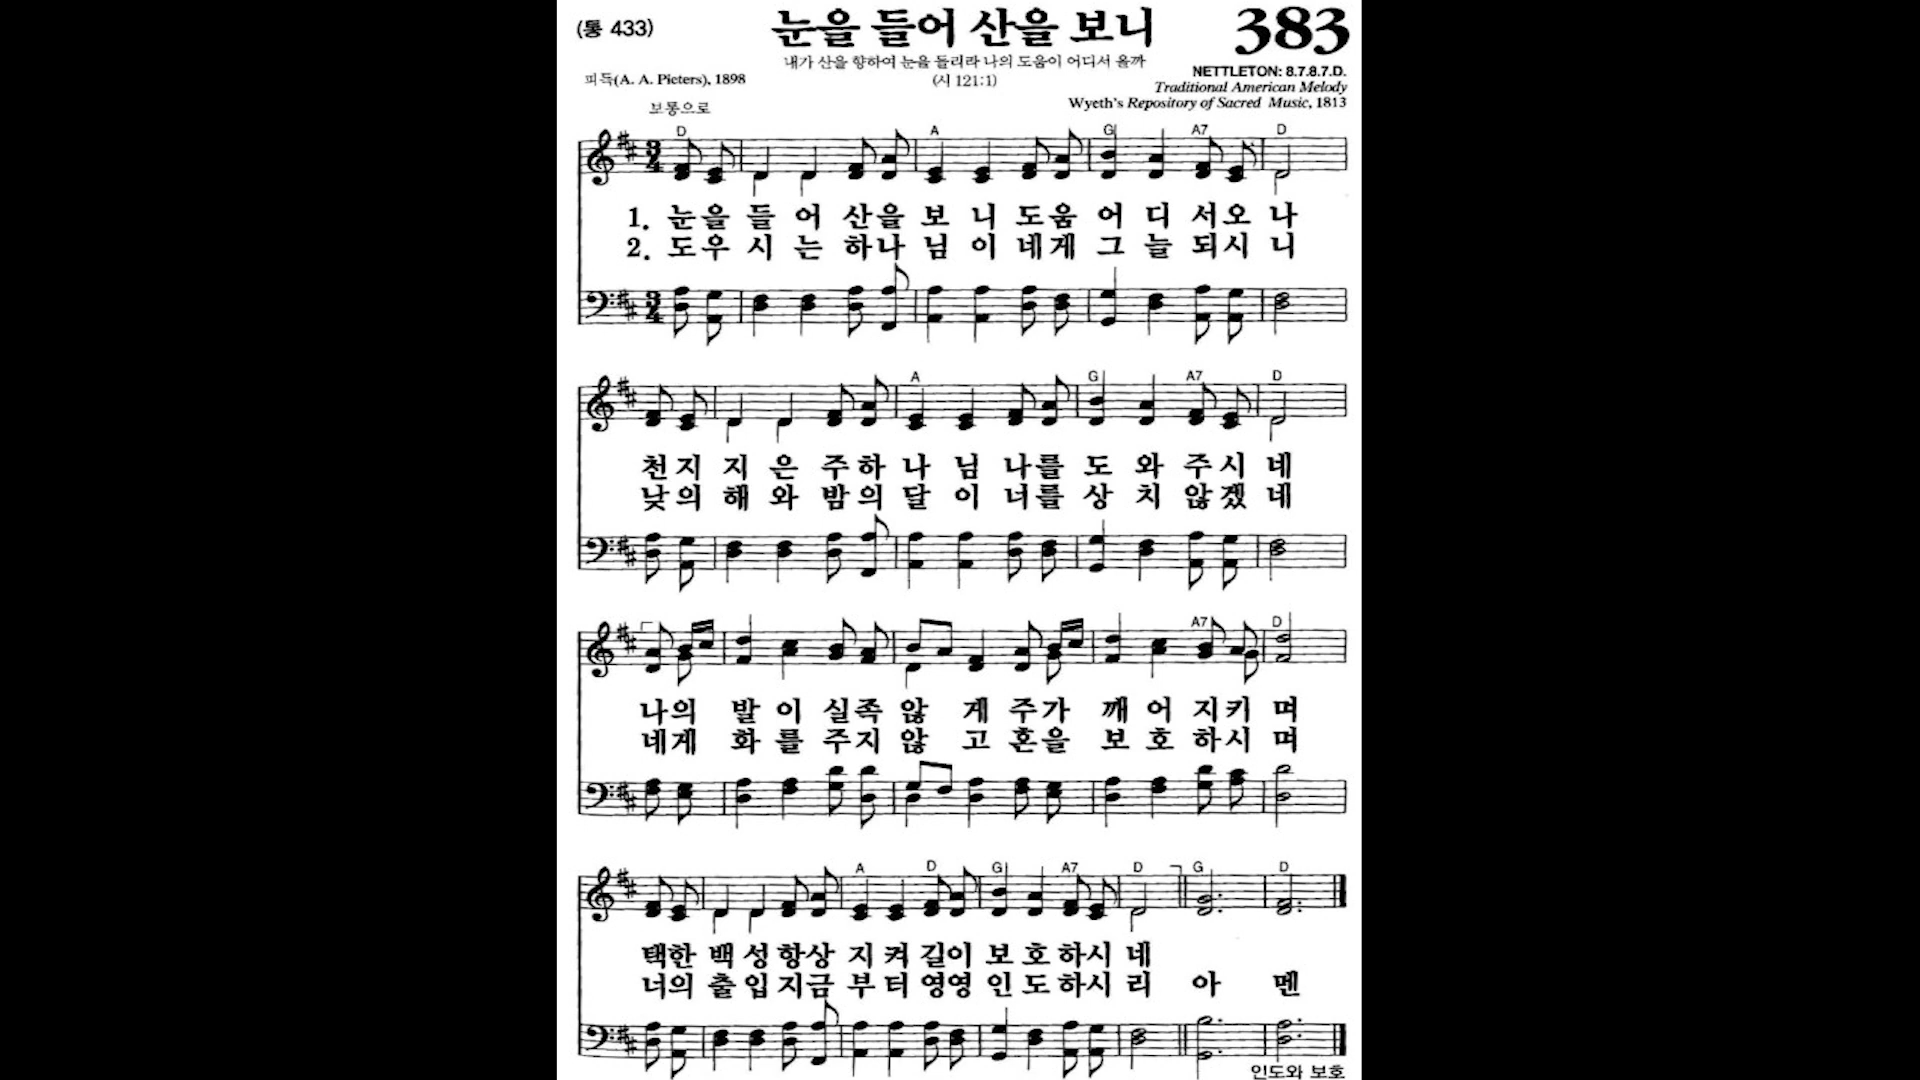 (통 433)
눈을 들어 산을 보니
383
내가 산을 향하여 눈을 들리라 나의 도움이 어디서 올까
(시 121:1)
피득(A. A. Pieters), 1898
NETTLETON: 8.7.8.7.D.
Traditional American Melody
Wyeth's Repository of Sacred Music, 1813
보통으로
D A G A7 D
1. 눈을 들 어 산을 보 니 도움 어 디 서오 나
2. 도우 시 는 하나 님 이 네게 그 늘 되시 니
A G A7 D
천지 지 은 주하 나 님 나를 도 와 주시 네
낮의 해 와 밤의 달 이 너를 상 치 않겠 네
A7 D
나의 발 이 실족 않 게 주가 깨 어 지키 며
네게 화 를 주지 않 고 혼을 보 호 하시 며
A D G A7 D G D
택한 백 성 항상 지 켜 길이 보 호 하시 네
너의 출 입 지금 부 터 영영 인 도 하시 리 아 멘
인도와 보호